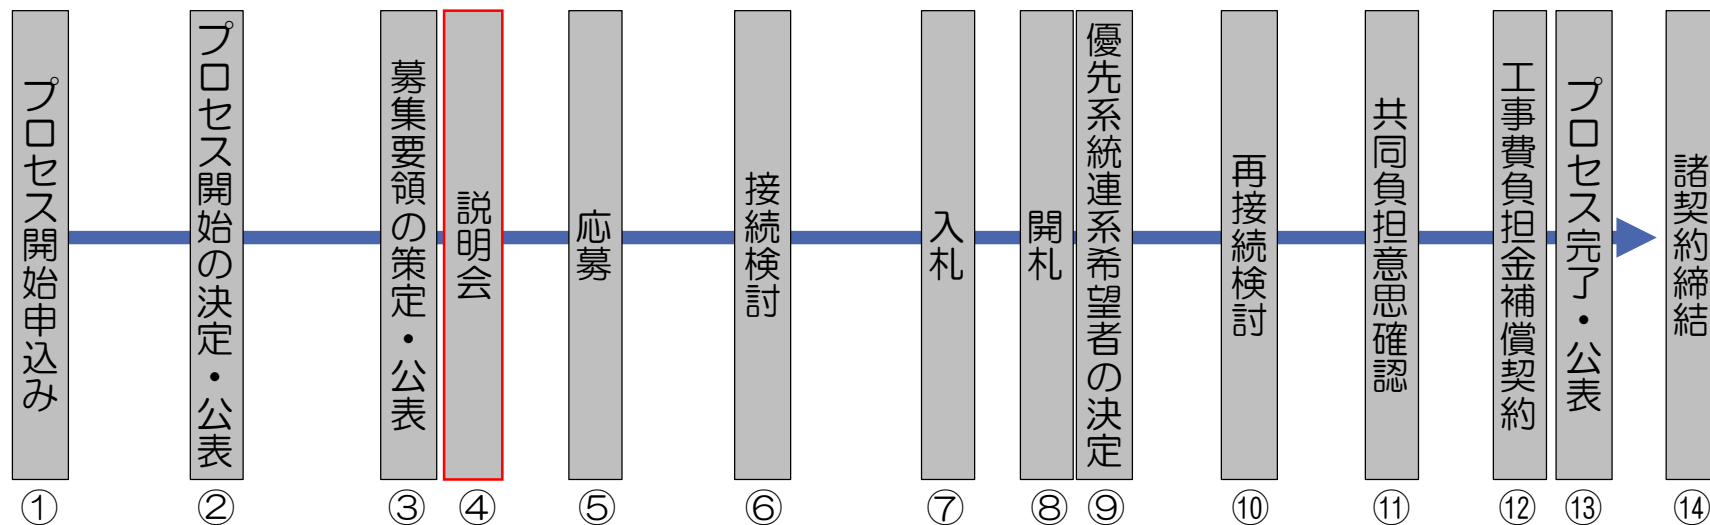 プロセス開始申込み
①
プロセス開始の決定・公表
②
募集要領の策定・公表
③
説明会
④
応募
⑤
接続検討
⑥
入札
⑦
開札
⑧
優先系統連系希望者の決定
⑨
再接続検討
⑩
共同負担意思確認
⑪
工事費負担金補償契約
⑫
プロセス完了・公表
⑬
諸契約締結
⑭